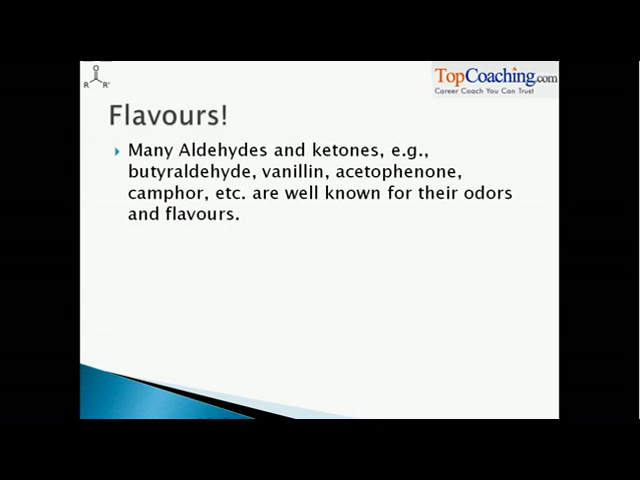 O
R R'
TopCoaching.com
Career Coach You Can Trust
Flavours!
Many Aldehydes and ketones, e.g.,
butyraldehyde, vanillin, acetophenone,
camphor, etc. are well known for their odors
and flavours.